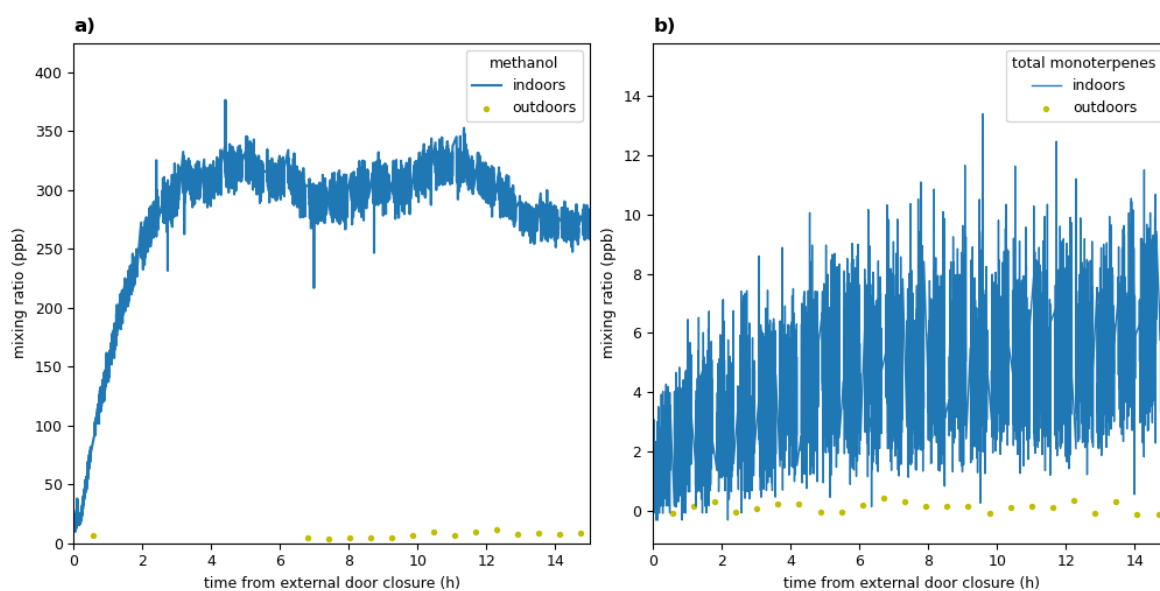 a)
methanol
indoors
outdoors
400
350
300
250
200
150
100
50
0
mixing ratio (ppb)
0 2 4 6 8 10 12 14
time from external door closure (h)
b)
total monoterpenes
indoors
outdoors
14
12
10
8
6
4
2
0
mixing ratio (ppb)
0 2 4 6 8 10 12 14
time from external door closure (h)